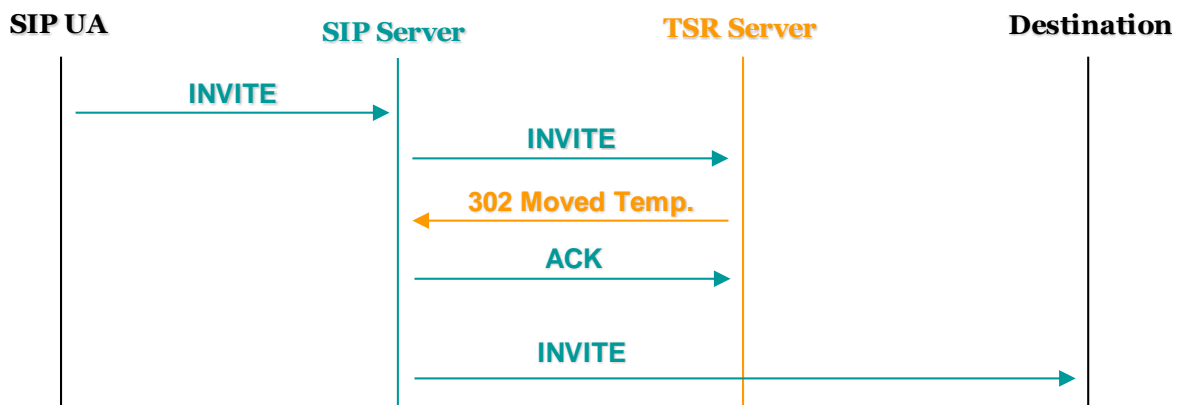 SIP UA
SIP Server
TSR Server
Destination
INVITE
INVITE
302 Moved Temp.
ACK
INVITE